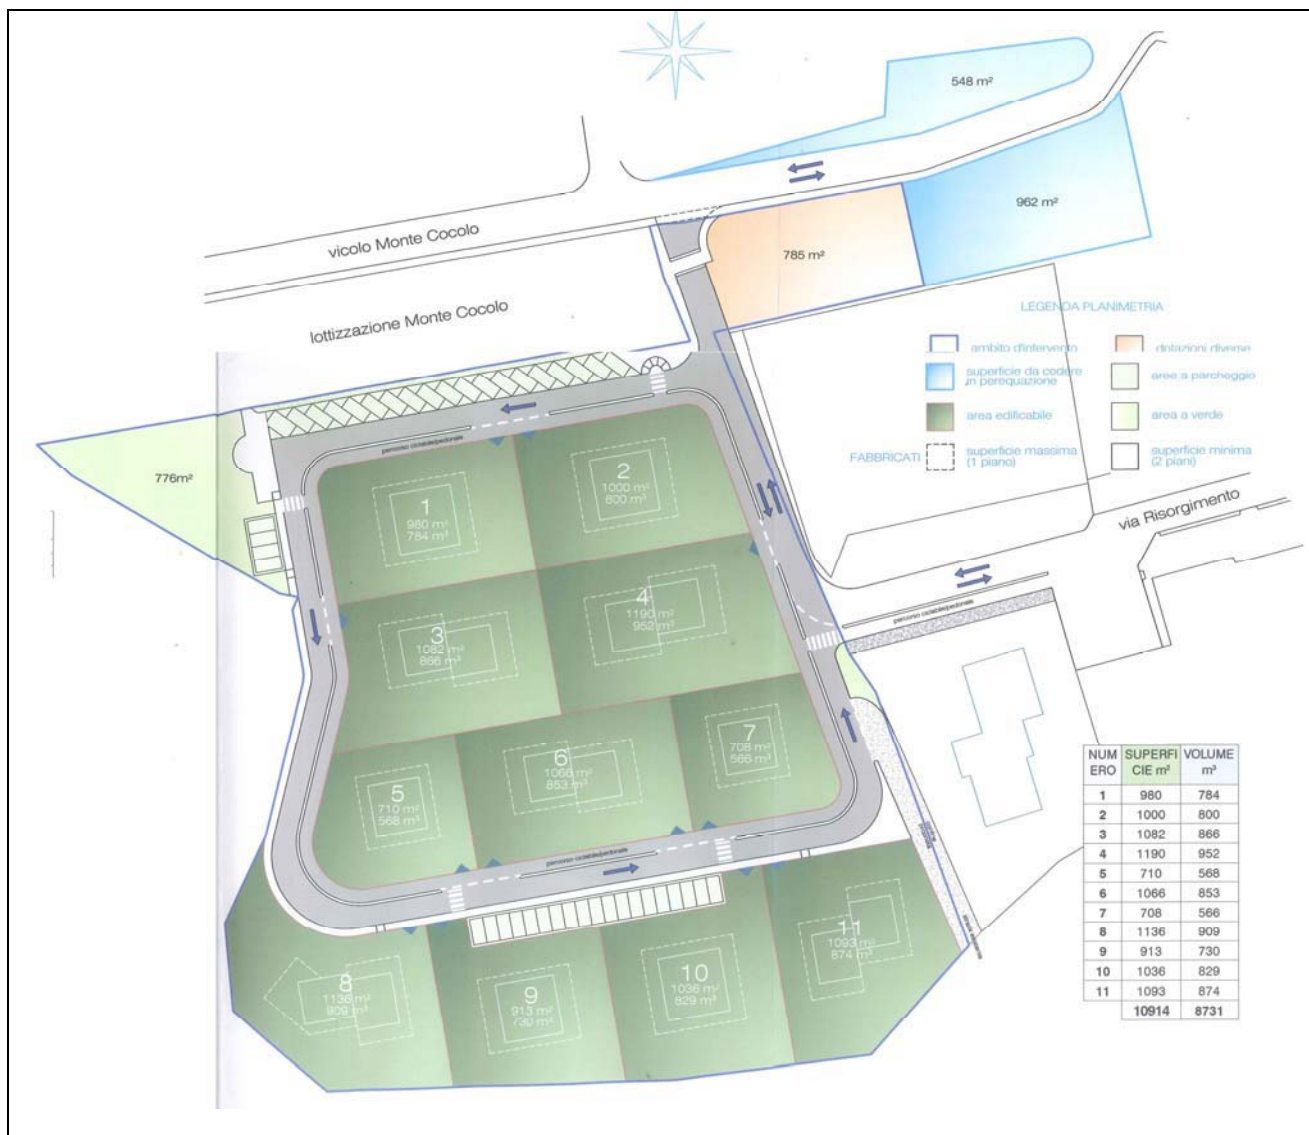 548 m²
962 m²
vicolo Monte Cocolo
785 m²
lottizzazione Monte Cocolo
LEGENDA PLANIMETRIA
ambito d'intervento
dotazioni diverse
superficie da cedere
in perequazione
aree a parcheggio
area edificabile
area a verde
FABBRICATI
superficie massima
(1 piano)
superficie minima
(2 piani)
percorso ciclabile/pedonale
776m²
via Risorgimento
1
980 m²
784 m³
2
1000 m²
800 m³
3
1082 m²
866 m³
4
1190 m²
952 m³
percorso ciclabile/pedonale
5
710 m²
568 m³
6
1066 m²
853 m³
7
708 m²
566 m³
percorso ciclabile/pedonale
8
1136 m²
909 m³
9
913 m²
730 m³
10
1036 m²
829 m³
11
1093 m²
874 m³
NUM SUPERFI VOLUME
ERO CIE m² m³
1 980 784
2 1000 800
3 1082 866
4 1190 952
5 710 568
6 1066 853
7 708 566
8 1136 909
9 913 730
10 1036 829
11 1093 874
10914 8731